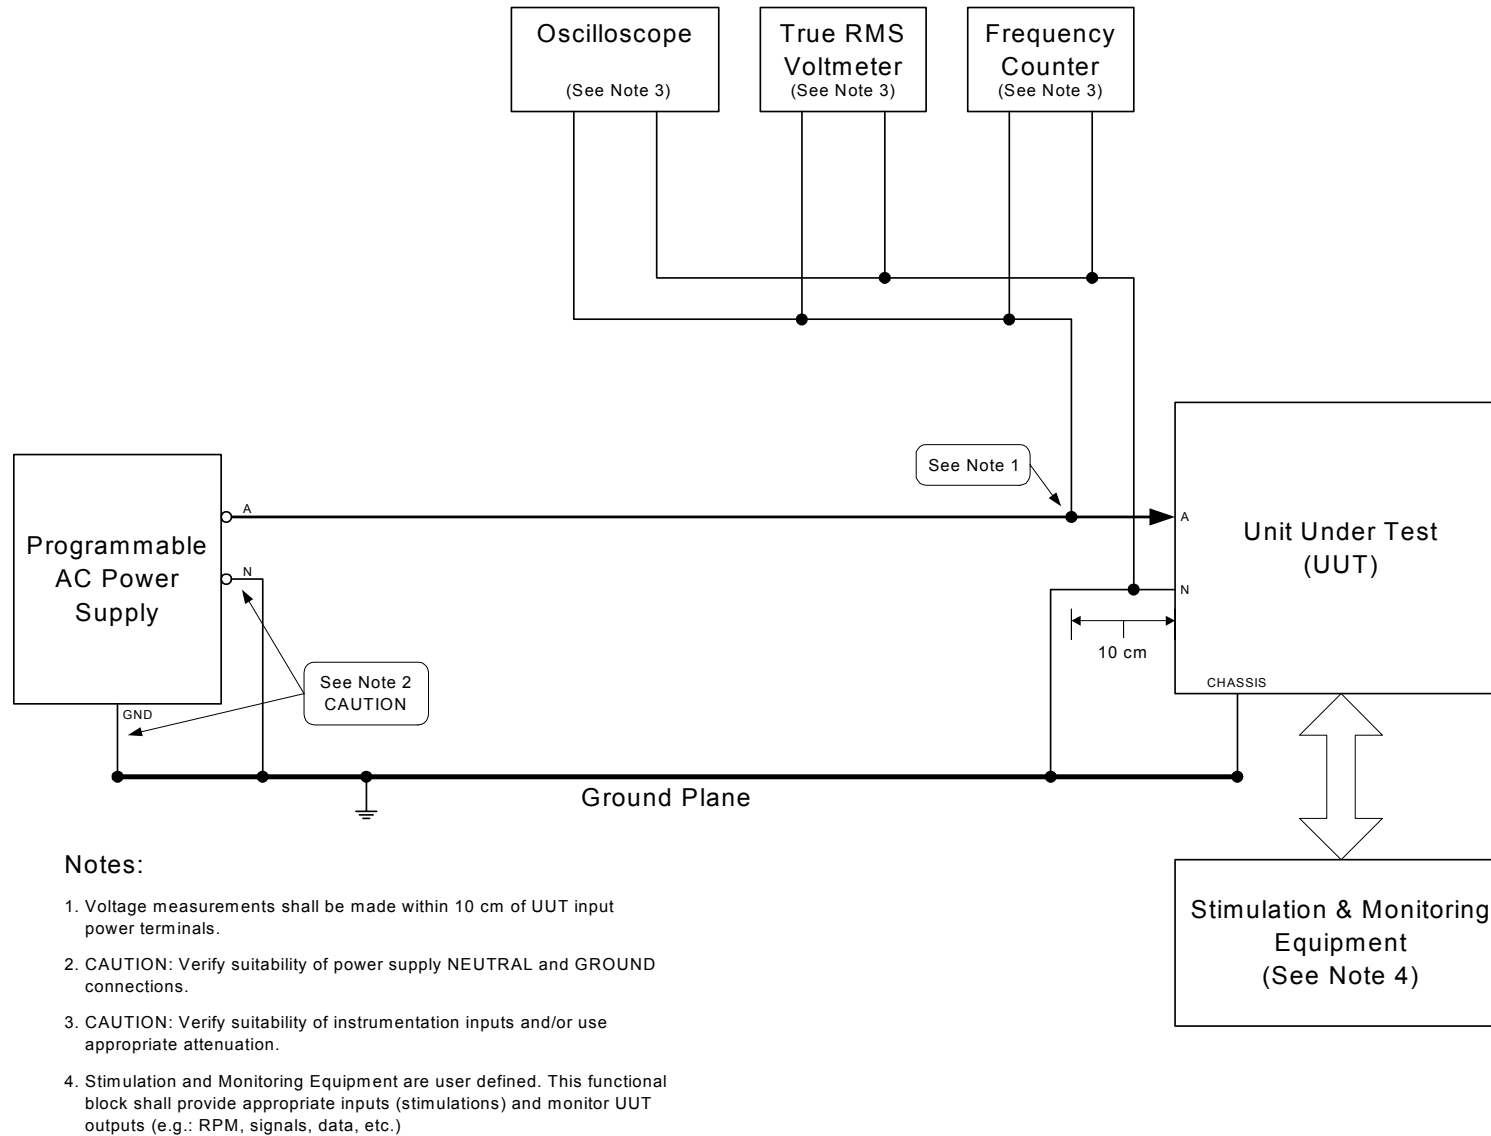 Oscilloscope
(See Note 3)
True RMS
Voltmeter
(See Note 3)
Frequency
Counter
(See Note 3)
See Note 1
Programmable
AC Power
Supply
A
N
GND
See Note 2
CAUTION
A
N
10 cm
CHASSIS
Unit Under Test
(UUT)
Ground Plane
Stimulation & Monitoring
Equipment
(See Note 4)
Notes:
1. Voltage measurements shall be made within 10 cm of UUT input
power terminals.
2. CAUTION: Verify suitability of power supply NEUTRAL and GROUND
connections.
3. CAUTION: Verify suitability of instrumentation inputs and/or use
appropriate attenuation.
4. Stimulation and Monitoring Equipment are user defined. This functional
block shall provide appropriate inputs (stimulations) and monitor UUT
outputs (e.g.: RPM, signals, data, etc.)